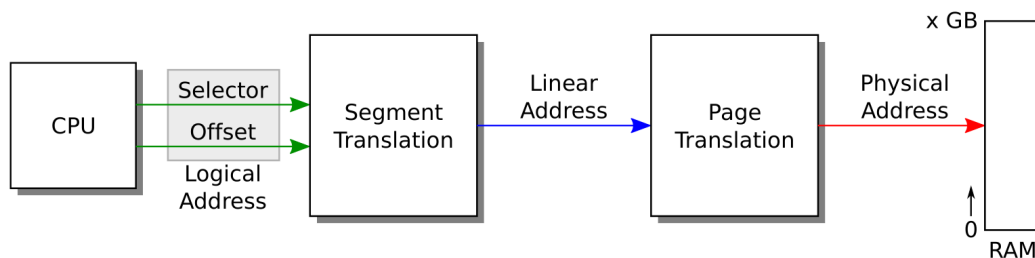 CPU
Selector
Offset
Logical
Address
Segment
Translation
Linear
Address
Page
Translation
Physical
Address
x GB
0
RAM